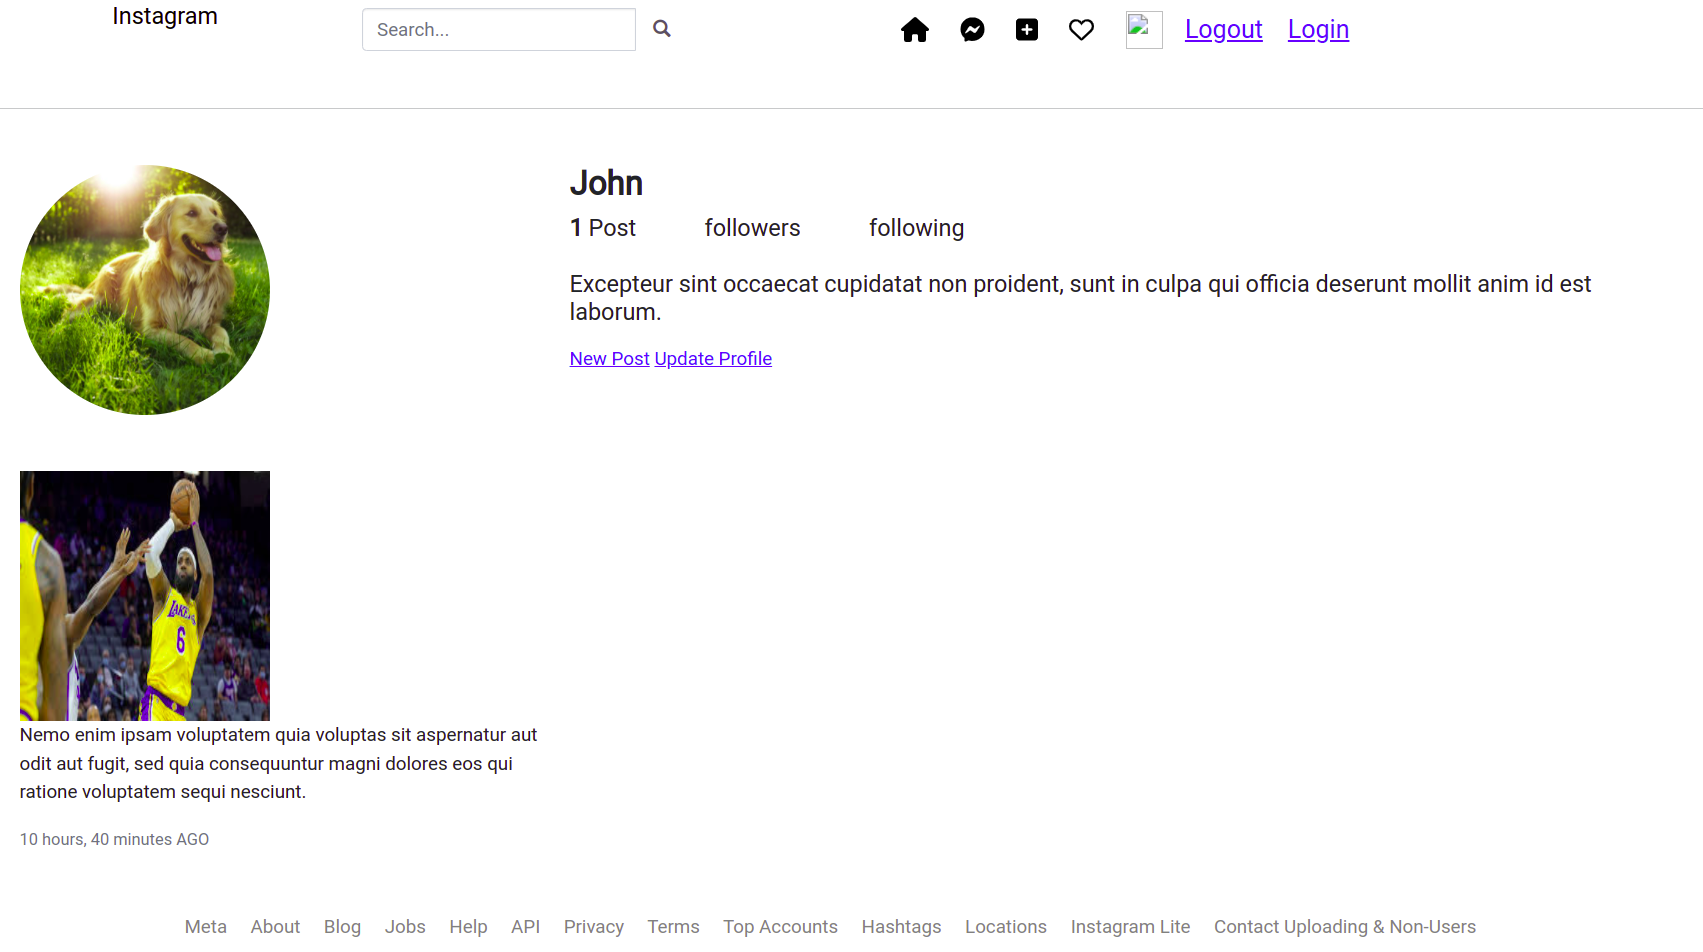 Instagram
Search...
Logout Login
John
1 Post followers following
Excepteur sint occaecat cupidatat non proident, sunt in culpa qui officia deserunt mollit anim id est
laborum.
New Post Update Profile
LAKERS
6
Nemo enim ipsam voluptatem quia voluptas sit aspernatur aut
odit aut fugit, sed quia consequuntur magni dolores eos qui
ratione voluptatem sequi nesciunt.
10 hours, 40 minutes AGO
Meta About Blog Jobs Help API Privacy Terms Top Accounts Hashtags Locations Instagram Lite Contact Uploading & Non-Users